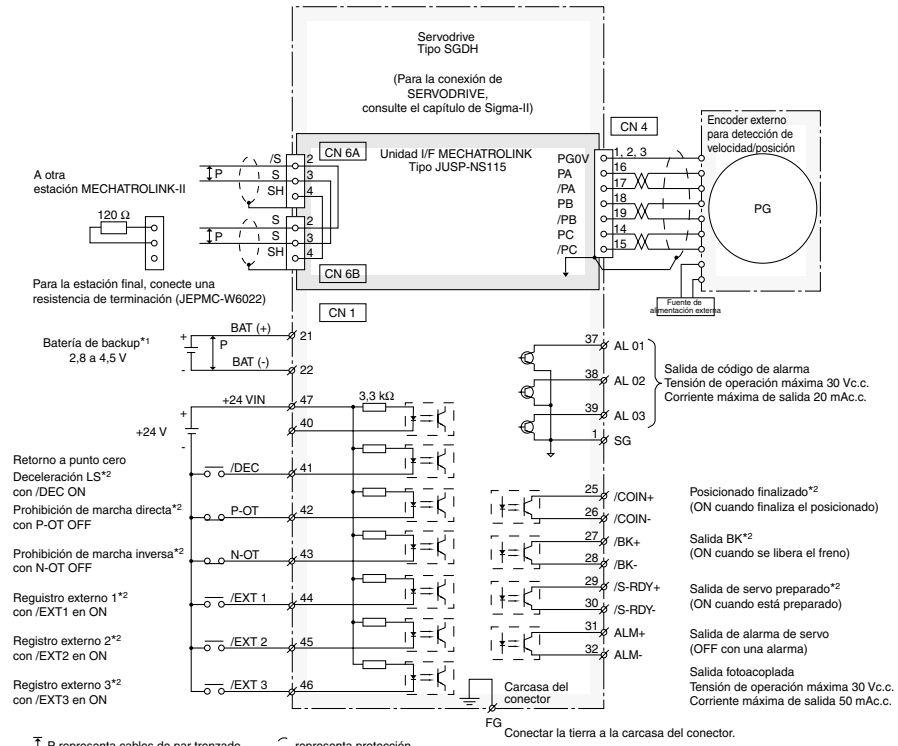 Servodrive
Tipo SGDH
(Para la conexión de
SERVODRIVE,
consulte el capítulo de Sigma-II)
CN 4
Encoder externo
para detección de
velocidad/posición
CN 6A
Unidad I/F MECHATROLINK
Tipo JUSP-NS115
/S 2
S 3
SH 4
P
A otra
estación MECHATROLINK-II
120 Ω
S 2
S 3
SH 4
P
CN 6B
PG0V 1, 2, 3
PA 16
/PA 17
PB 18
/PB 19
PC 14
/PC 15
PG
Fuente de
alimentación externa
Para la estación final, conecte una
resistencia de terminación (JEPMC-W6022)
CN 1
Batería de backup*1
2,8 a 4,5 V
+
-
BAT (+) 21
P
BAT (-) 22
+24 VIN 47
3,3 kΩ
40
+
+24 V
-
Retorno a punto cero
Deceleración LS*2
con /DEC ON
/DEC 41
Prohibición de marcha directa*2
con P-OT OFF
P-OT 42
Prohibición de marcha inversa*2
con N-OT OFF
N-OT 43
Reguistro externo 1*2
con /EXT1 en ON
/EXT 1 44
Registro externo 2*2
con /EXT2 en ON
/EXT 2 45
Registro externo 3*2
con /EXT3 en ON
/EXT 3 46
37 AL 01
38 AL 02
39 AL 03
1 SG
Salida de código de alarma
Tensión de operación máxima 30 Vc.c.
Corriente máxima de salida 20 mAc.c.
25 /COIN+
26 /COIN-
Posicionado finalizado*2
(ON cuando finaliza el posicionado)
27 /BK+
28 /BK-
Salida BK*2
(ON cuando se libera el freno)
29 /S-RDY+
30 /S-RDY-
Salida de servo preparado*2
(ON cuando está preparado)
31 ALM+
32 ALM-
Salida de alarma de servo
(OFF con una alarma)
Salida fotoacoplada
Tensión de operación máxima 30 Vc.c.
Corriente máxima de salida 50 mAc.c.
Carcasa del
conector
FG
Conectar la tierra a la carcasa del conector.
P representa cables de par trenzado
representa protección